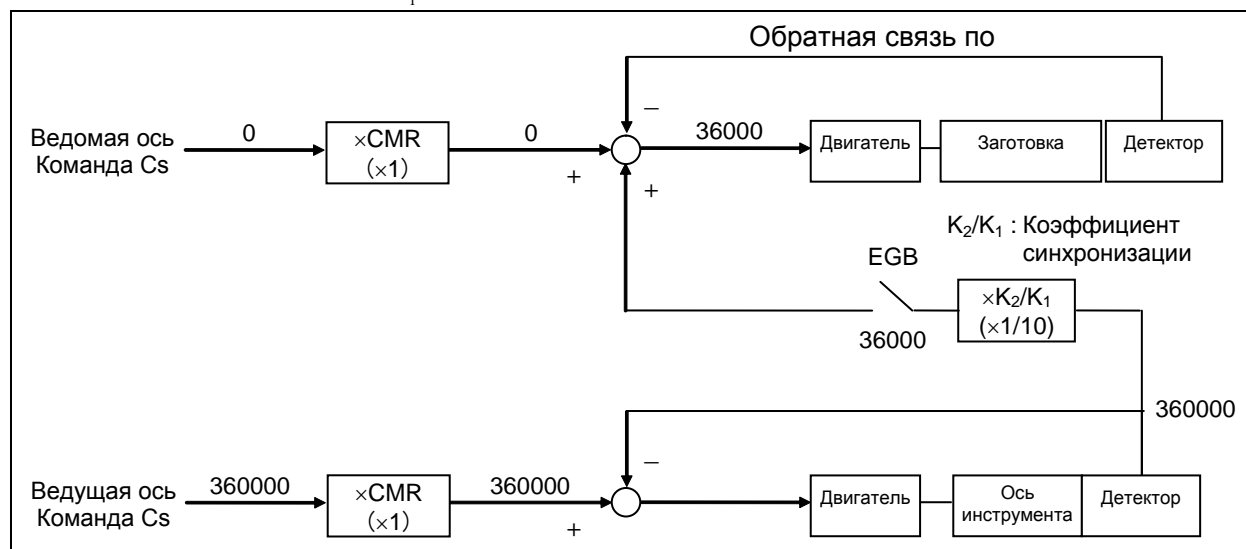 1
Обратная связь по
−
Ведомая ось
Команда Cs
0
×CMR
(×1)
0
+
+
36000
Двигатель
Заготовка
Детектор
K₂/K₁ : Коэффициент
синхронизации
EGB
36000
×K₂/K₁
(×1/10)
360000
−
Ведущая ось
Команда Cs
360000
×CMR
(×1)
360000
+
Двигатель
Ось
инструмента
Детектор